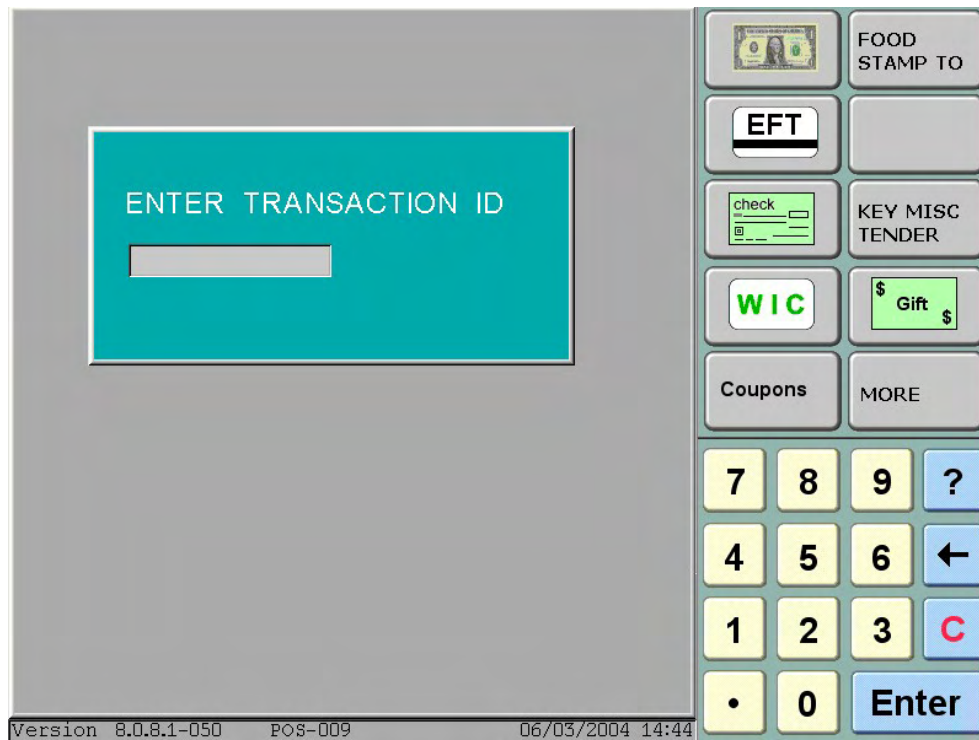 FOOD
STAMP TO
EFT
ENTER TRANSACTION ID
check
KEY MISC
TENDER
WIC
$ Gift $
Coupons
MORE
7 8 9 ?
4 5 6 ←
1 2 3 C
. 0 Enter
Version 8.0.8.1-050 POS-009 06/03/2004 14:44